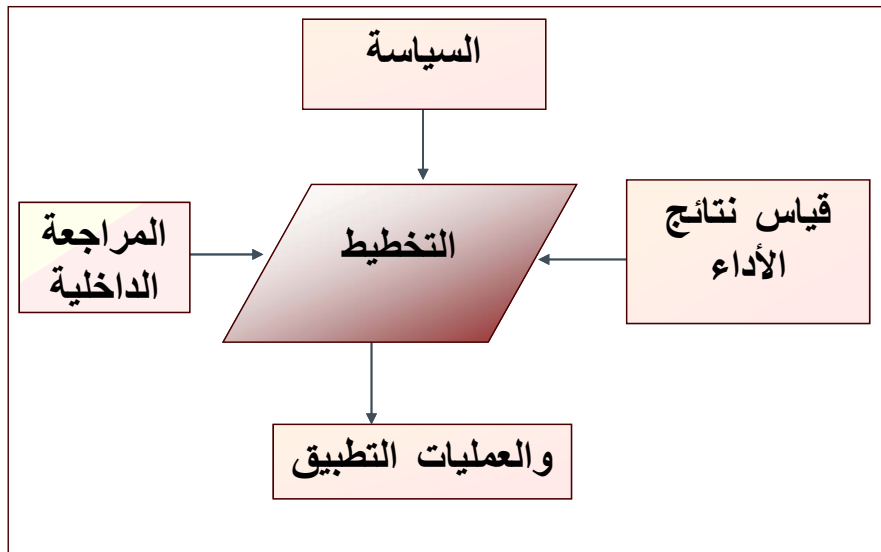 السياسة
قياس نتائج
الأداء
التخطيط
المراجعة
الداخلية
والعمليات التطبيق